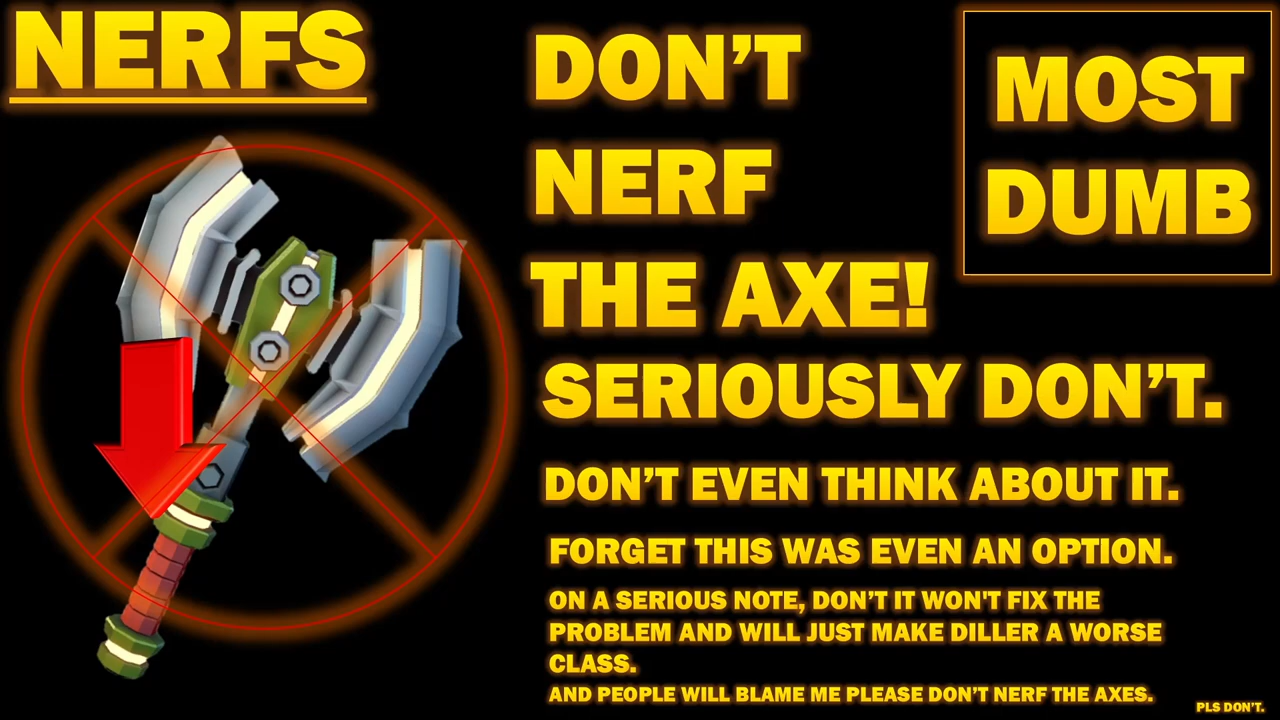 NERFS
DON’T
NERF
THE AXE!
SERIOUSLY DON’T.
DON’T EVEN THINK ABOUT IT.
FORGET THIS WAS EVEN AN OPTION.
ON A SERIOUS NOTE, DON’T IT WON'T FIX THE
PROBLEM AND WILL JUST MAKE DILLER A WORSE
CLASS.
AND PEOPLE WILL BLAME ME PLEASE DON’T NERF THE AXES.
PLS DON’T.
MOST
DUMB